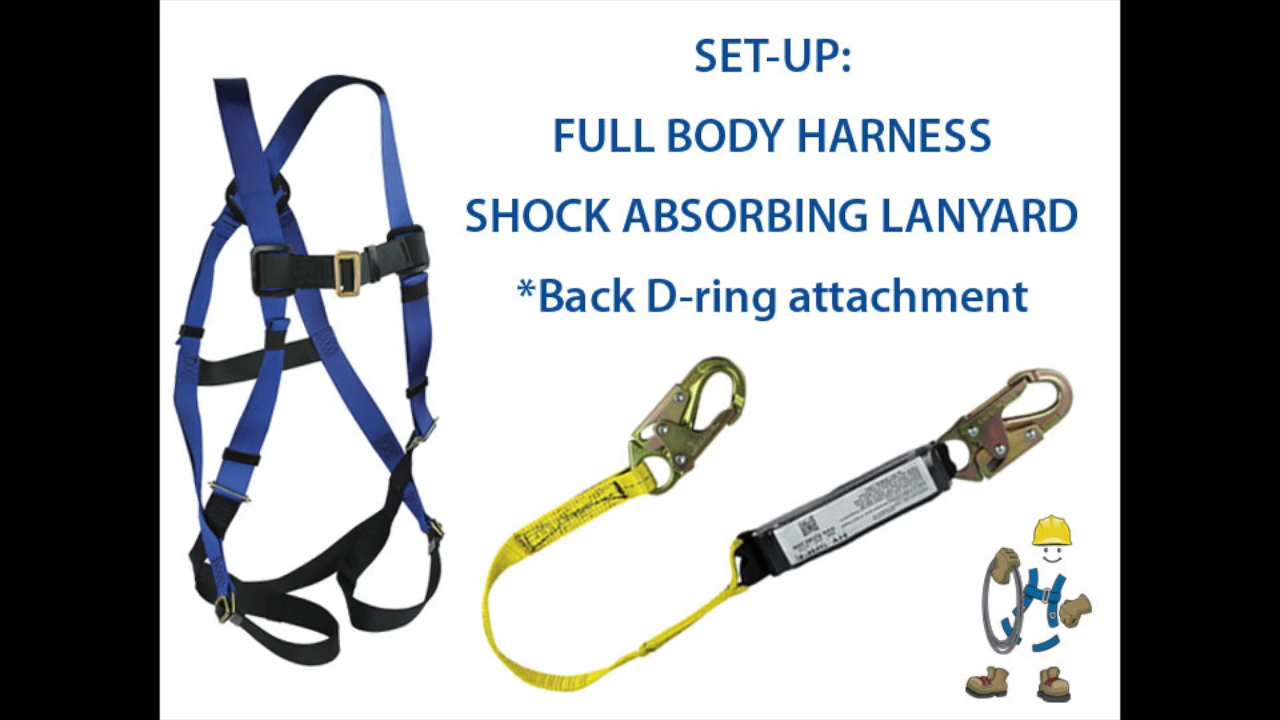 SET-UP:
FULL BODY HARNESS
SHOCK ABSORBING LANYARD
*Back D-ring attachment